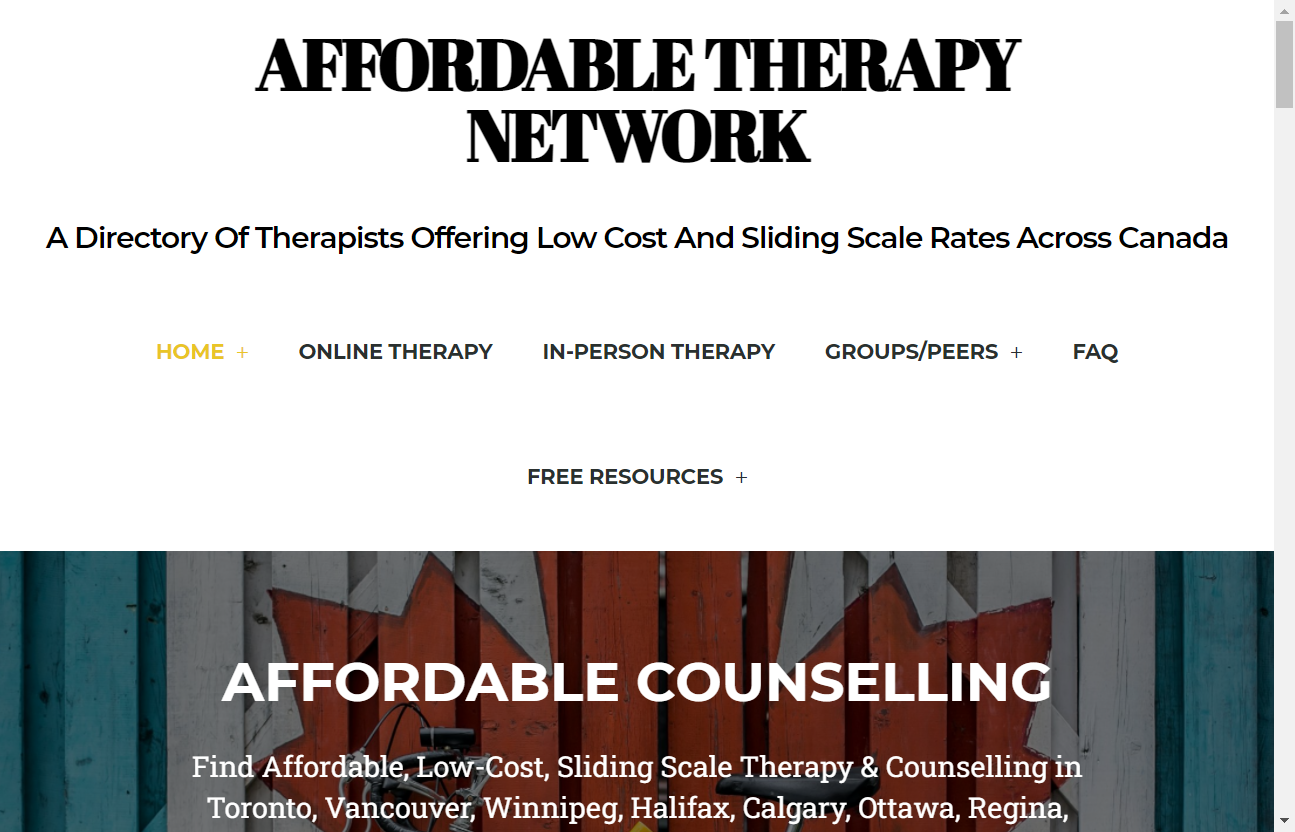 AFFORDABLE THERAPY
NETWORK
A Directory Of Therapists Offering Low Cost And Sliding Scale Rates Across Canada
HOME +
ONLINE THERAPY
IN-PERSON THERAPY
GROUPS/PEERS +
FAQ
FREE RESOURCES +
AFFORDABLE COUNSELLING
Find Affordable, Low-Cost, Sliding Scale Therapy & Counselling in
Toronto, Vancouver, Winnipeg, Halifax, Calgary, Ottawa, Regina,